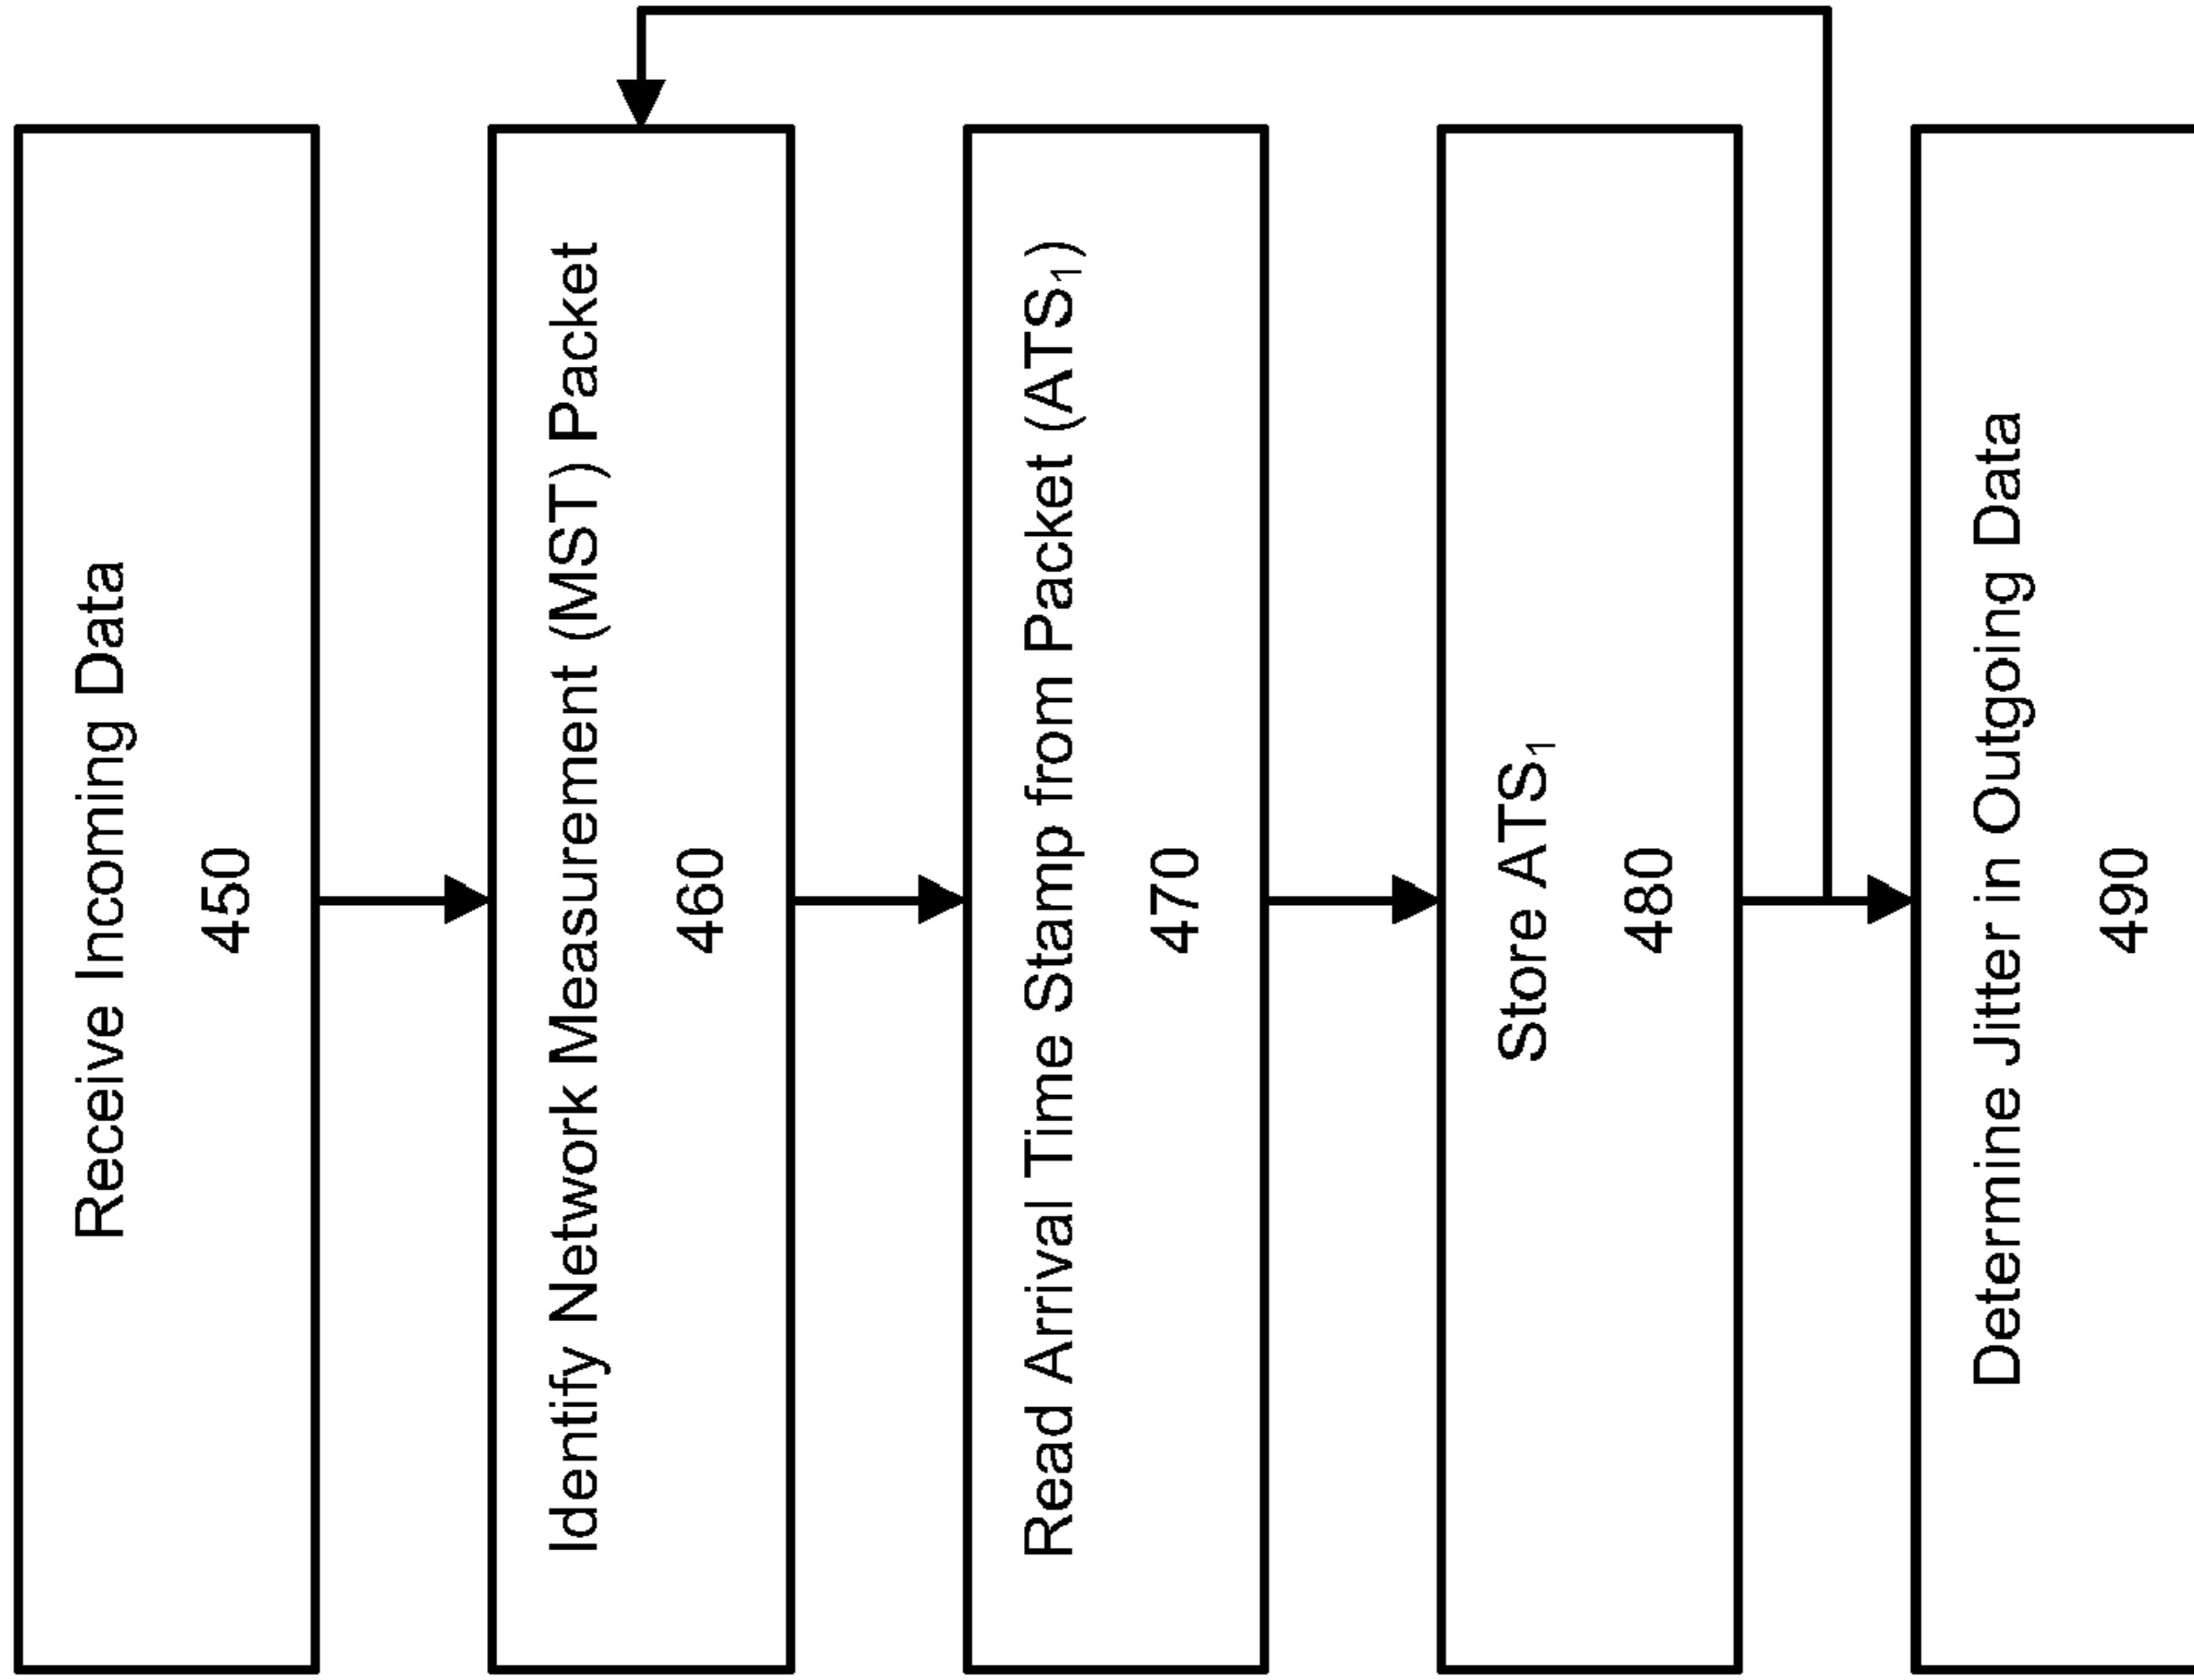 Receive Incoming Data
450
Identify Network Measurement (MST) Packet
460
Read Arrival Time Stamp from Packet (ATS₁)
470
Store ATS₁
480
Determine Jitter in Outgoing Data
490